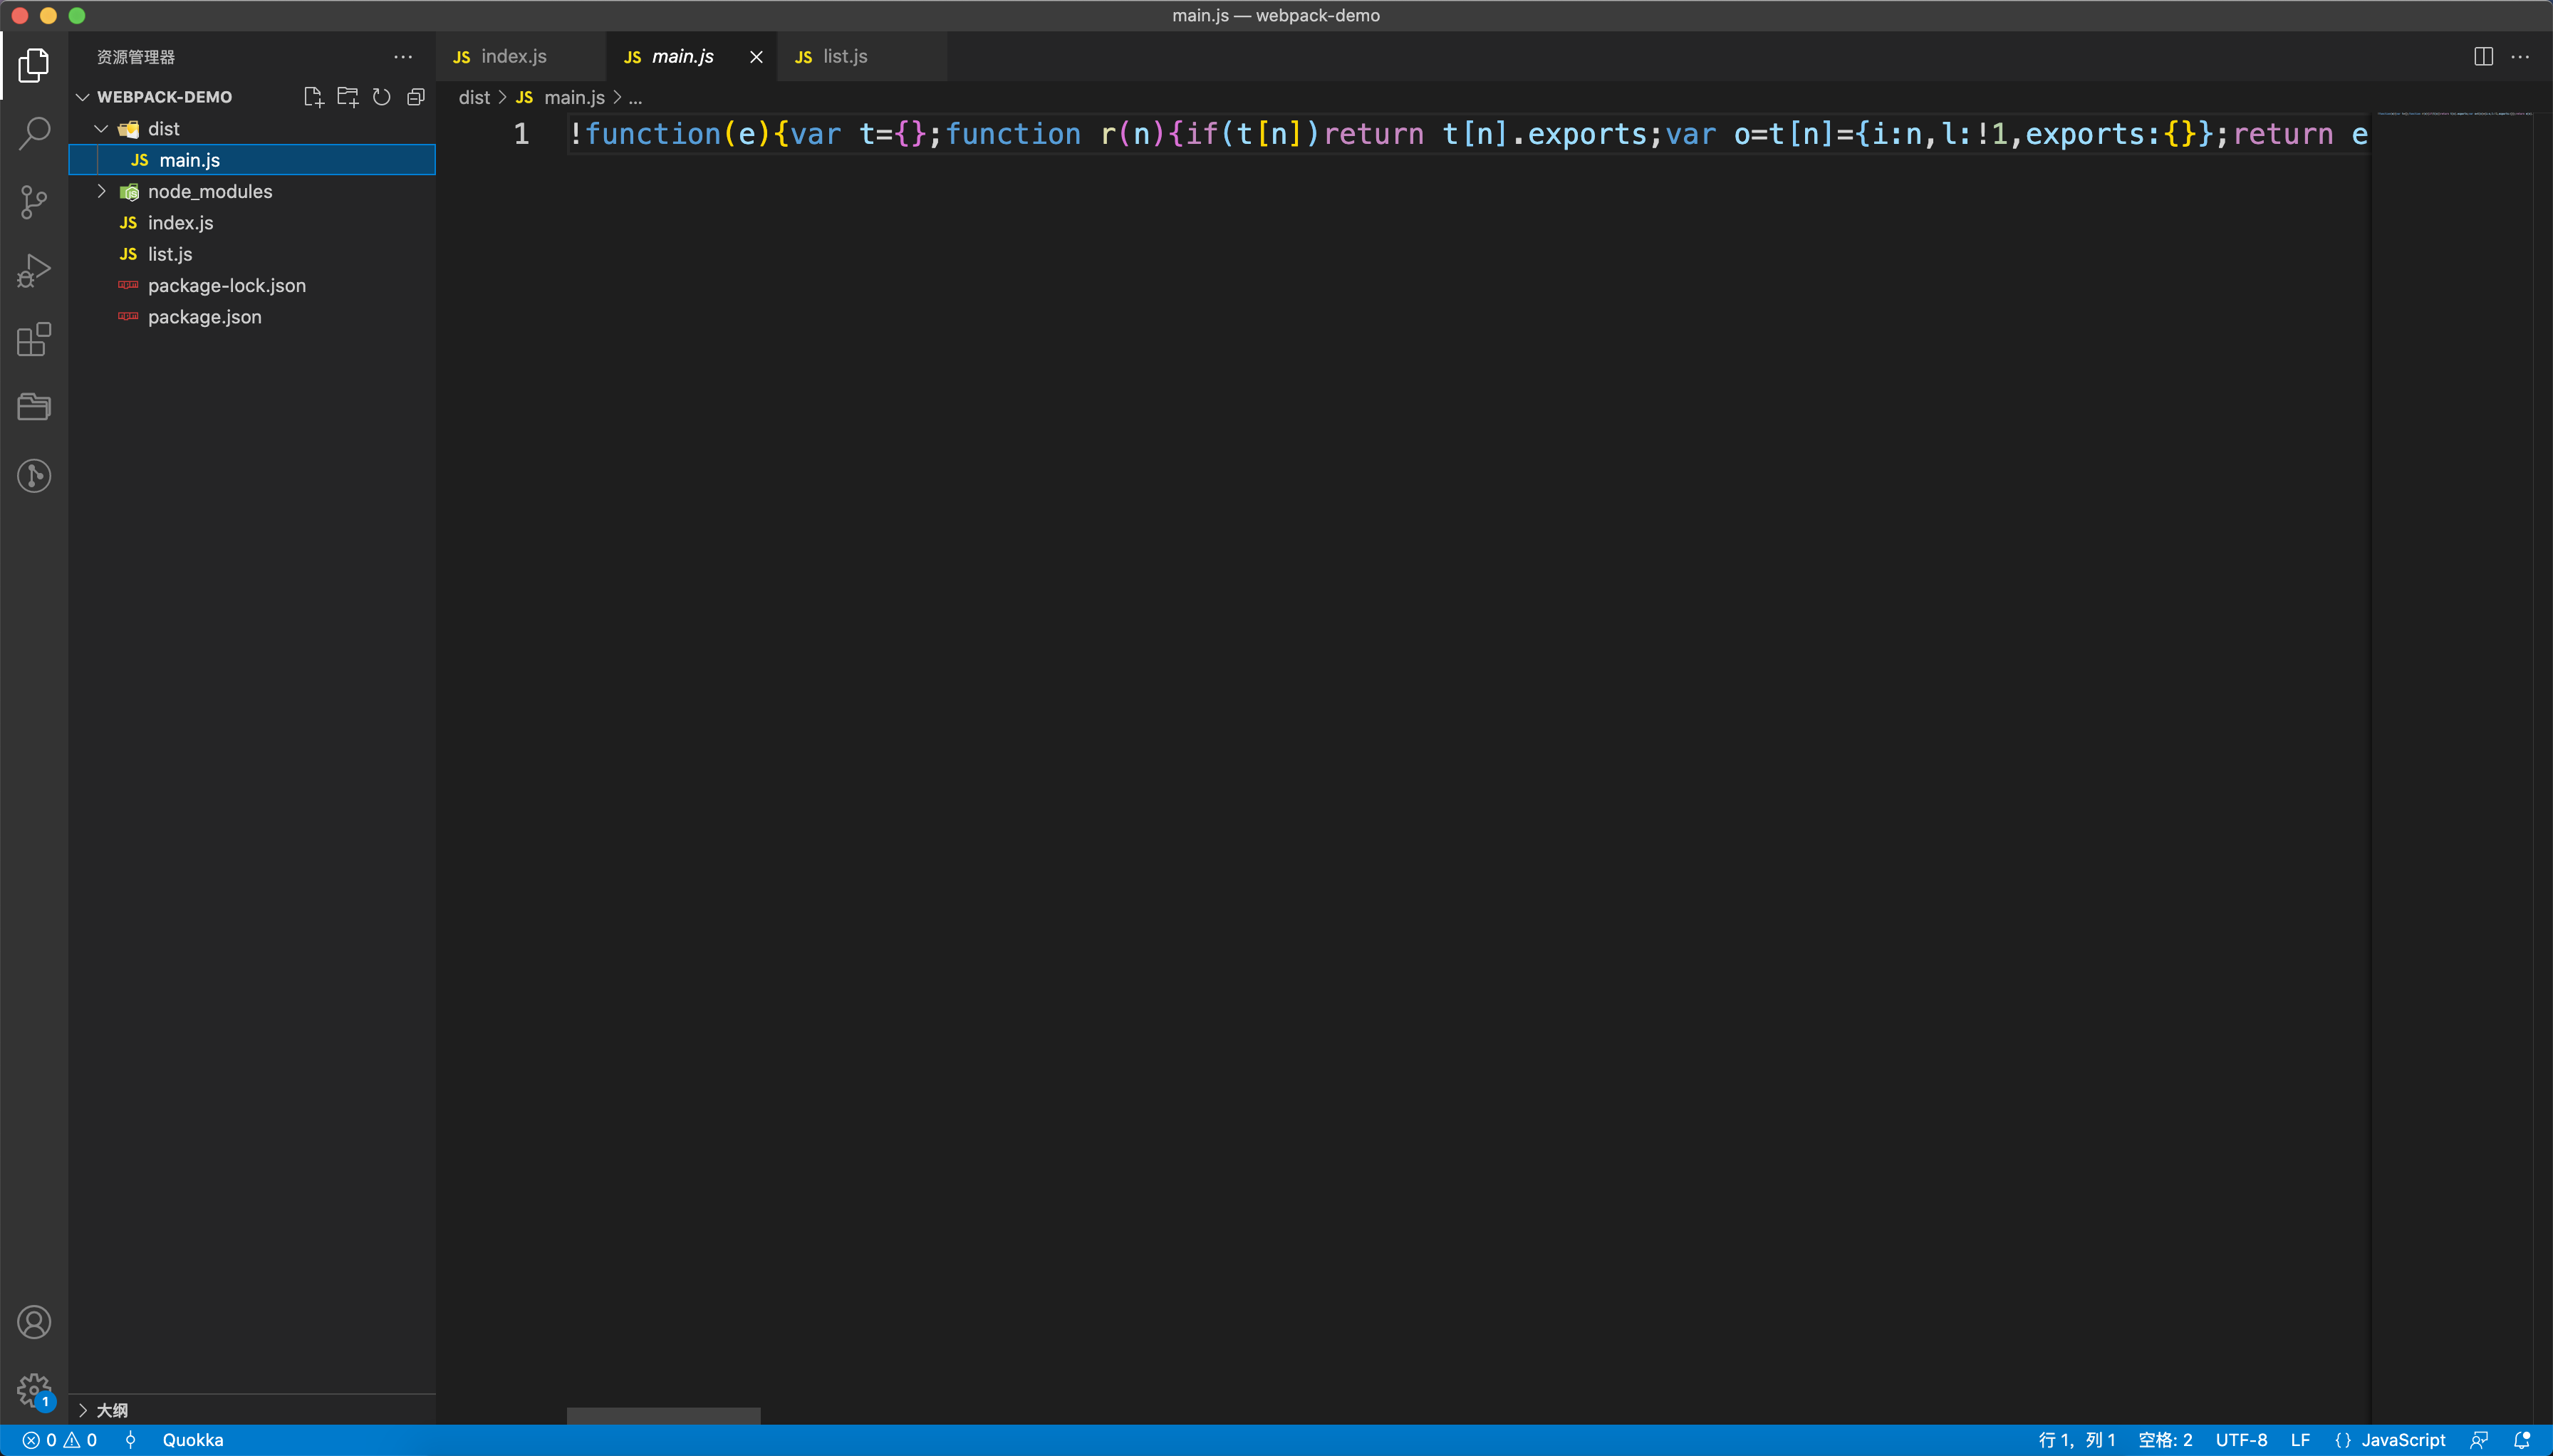 main.js — webpack-demo
资源管理器
JS index.js
JS main.js
JS list.js
WEBPACK-DEMO
dist > JS main.js > ...
dist
JS main.js
node_modules
JS index.js
JS list.js
package-lock.json
package.json
1 !function(e){var t={};function r(n){if(t[n])return t[n].exports;var o=t[n]={i:n,l:!1,exports:{}};return e
大纲
1
0 0 Quokka
行 1，列 1 空格: 2 UTF-8 LF {} JavaScript